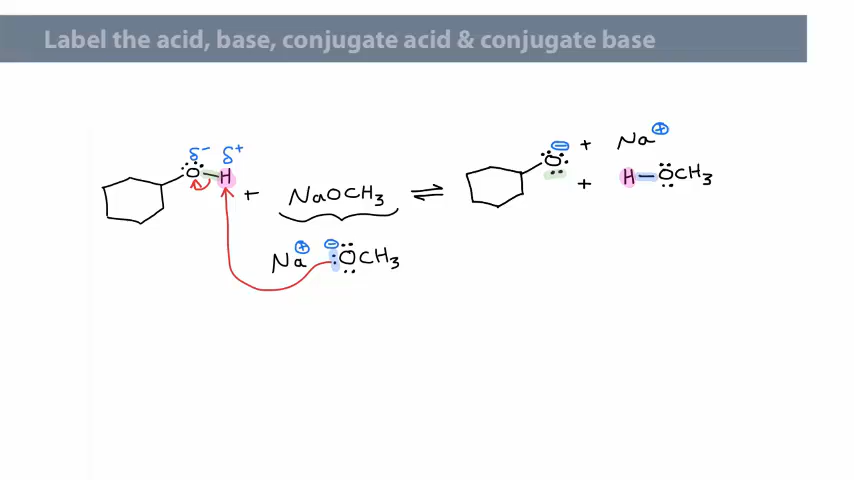 Label the acid, base, conjugate acid & conjugate base
δ- δ+
:O-H + NaOCH3 ⇌ O: ⊖ + Na⊕
+ H-OCH3
Na⊕ ⊖:OCH3